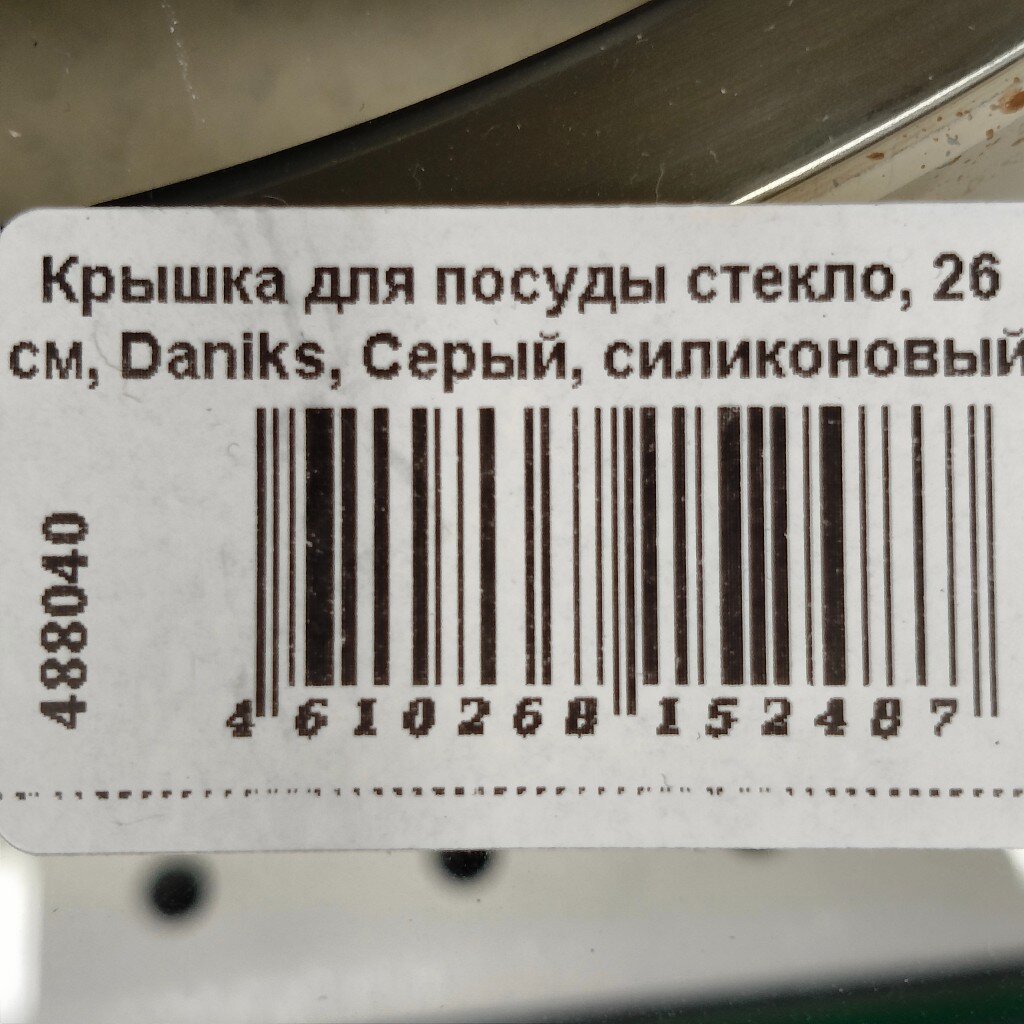 Крышка для посуды стекло, 26
см, Daniks, Серый, силиконовый
488040
4 610268 152487